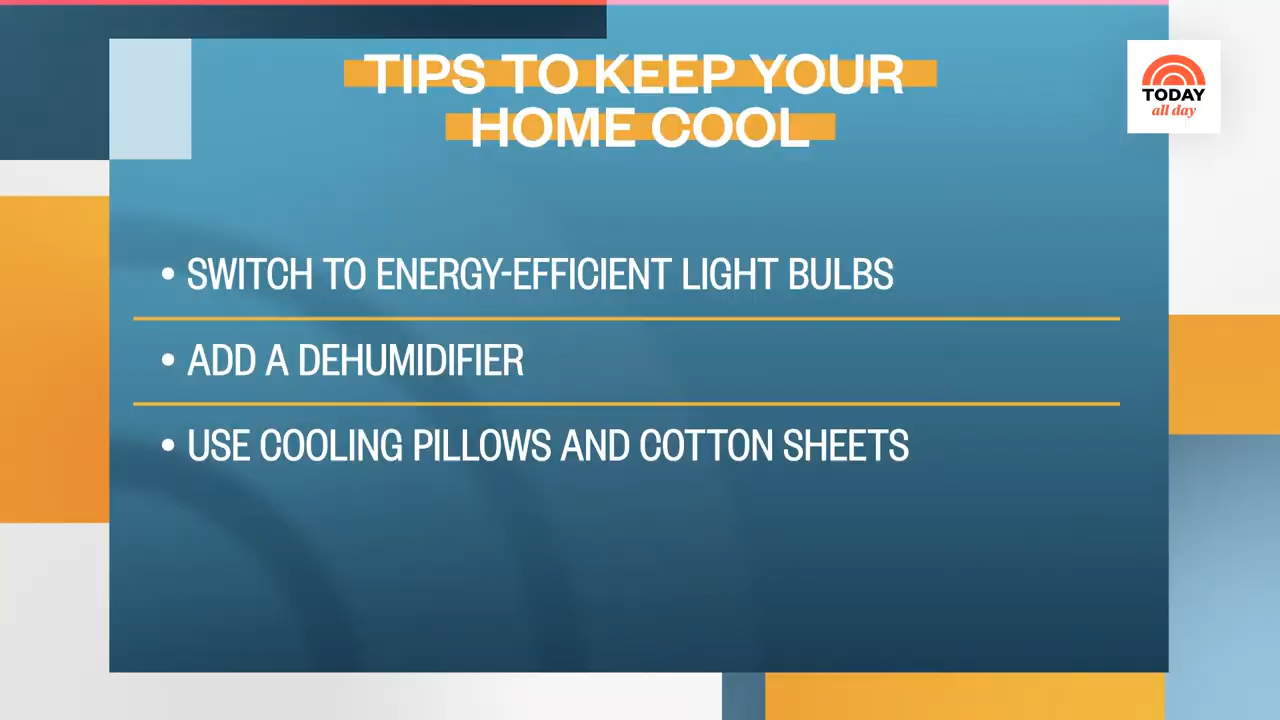 TIPS TO KEEP YOUR
HOME COOL
TODAY
all day
• SWITCH TO ENERGY-EFFICIENT LIGHT BULBS
• ADD A DEHUMIDIFIER
• USE COOLING PILLOWS AND COTTON SHEETS